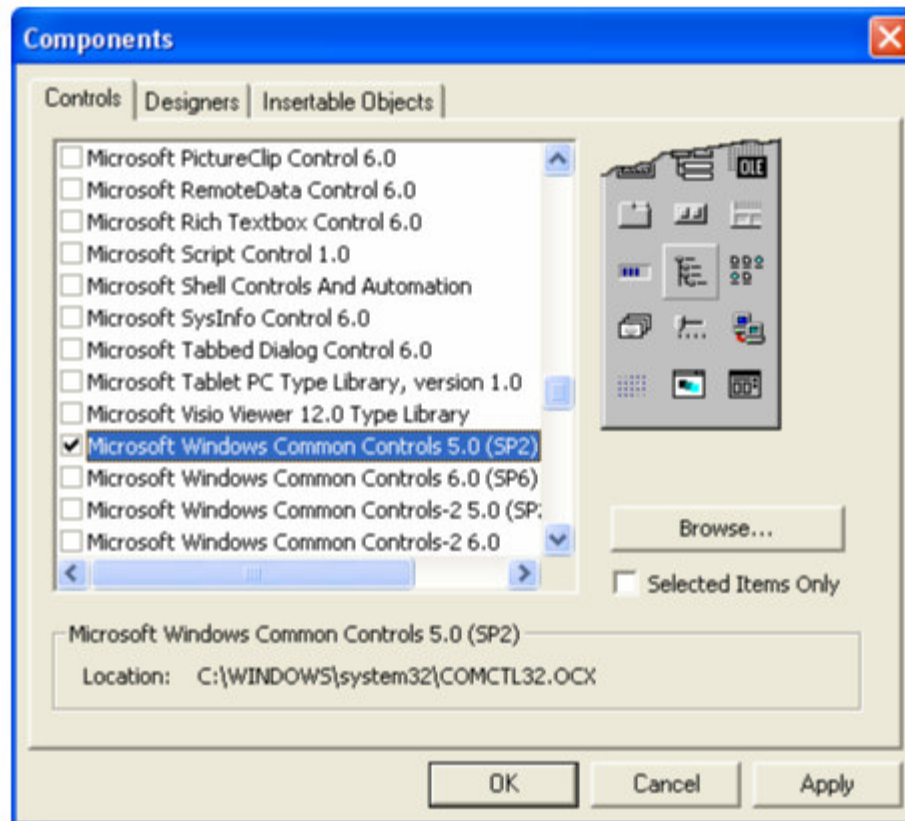 Components
Controls Designers Insertable Objects
Microsoft PictureClip Control 6.0
Microsoft RemoteData Control 6.0
Microsoft Rich Textbox Control 6.0
Microsoft Script Control 1.0
Microsoft Shell Controls And Automation
Microsoft SysInfo Control 6.0
Microsoft Tabbed Dialog Control 6.0
Microsoft Tablet PC Type Library, version 1.0
Microsoft Visio Viewer 12.0 Type Library
Microsoft Windows Common Controls 5.0 (SP2)
Microsoft Windows Common Controls 6.0 (SP6)
Microsoft Windows Common Controls-2 5.0 (SP
Microsoft Windows Common Controls-2 6.0
OLE
Browse...
Selected Items Only
Microsoft Windows Common Controls 5.0 (SP2)
Location: C:\WINDOWS\system32\COMCTL32.OCX
OK Cancel Apply